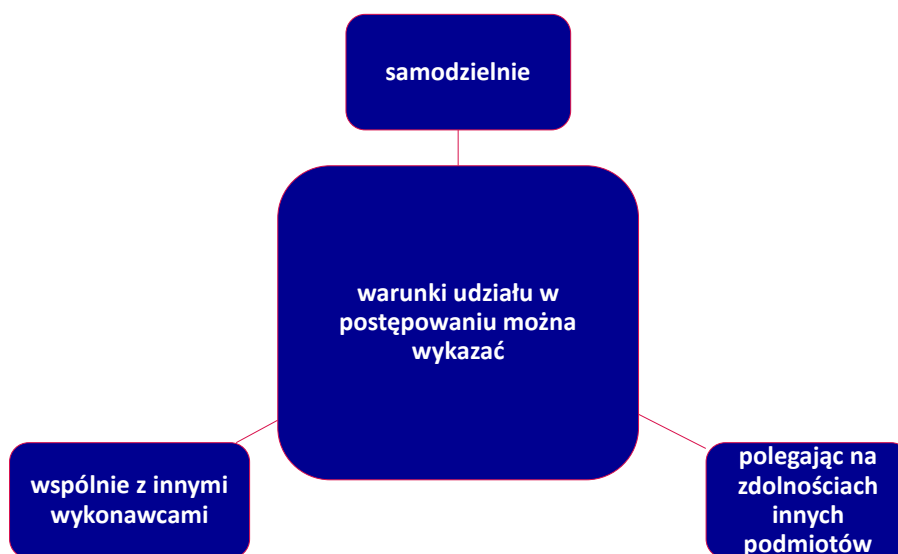 samodzielnie
warunki udziału w
postępowaniu można
wykazać
wspólnie z innymi
wykonawcami
polegając na
zdolnościach
innych
podmiotów